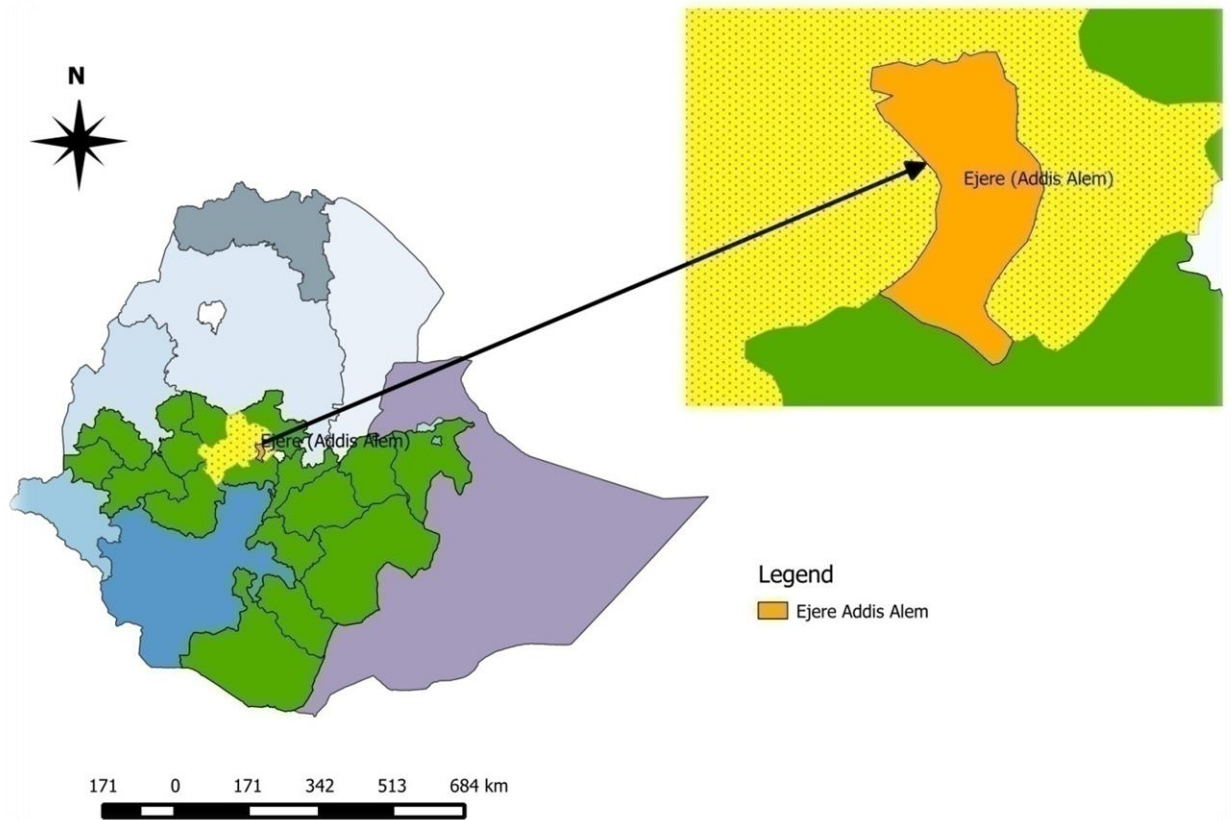 N
Ejere (Addis Alem)
Ejere (Addis Alem)
Legend
Ejere Addis Alem
171 0 171 342 513 684 km